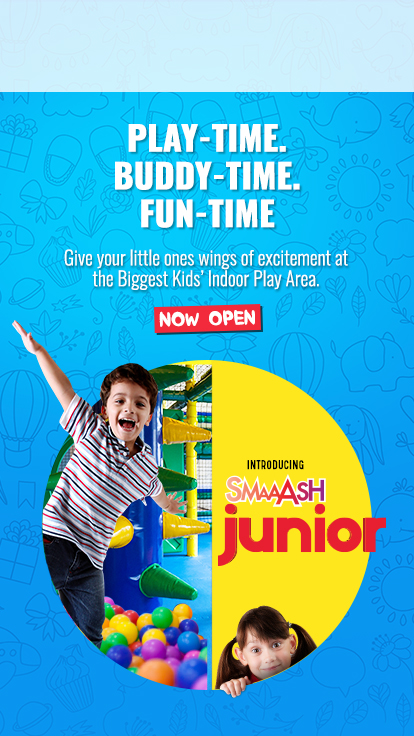 PLAY-TIME.
BUDDY-TIME.
FUN-TIME
Give your little ones wings of excitement at
the Biggest Kids' Indoor Play Area.
NOW OPEN
INTRODUCING
SMAAASH
junior